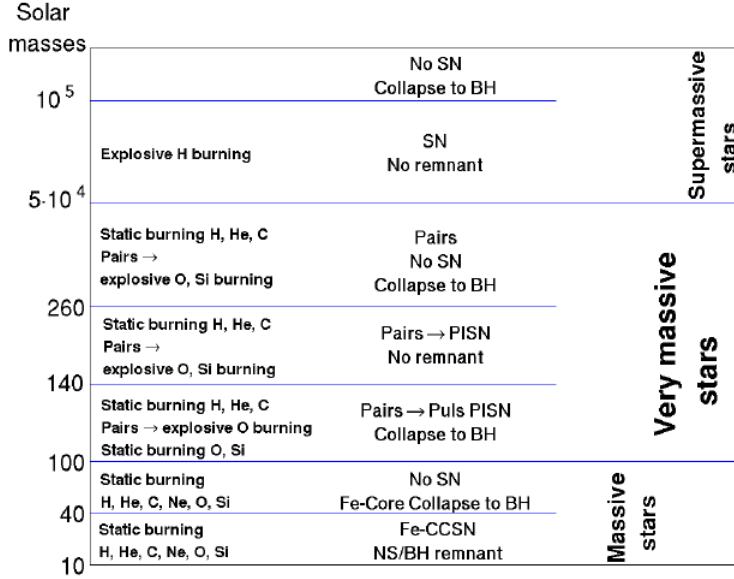 Solar
masses
No SN
Collapse to BH
10^5
Explosive H burning
SN
No remnant
Supermassive
stars
5·10^4
Static burning H, He, C
Pairs →
explosive O, Si burning
Pairs
No SN
Collapse to BH
260
Static burning H, He, C
Pairs →
explosive O, Si burning
Pairs → PISN
No remnant
Very massive
stars
140
Static burning H, He, C
Pairs → explosive O burning
Static burning O, Si
Pairs → Puls PISN
Collapse to BH
100
Static burning
H, He, C, Ne, O, Si
No SN
Fe-Core Collapse to BH
Massive
stars
40
Static burning
H, He, C, Ne, O, Si
Fe-CCSN
NS/BH remnant
10